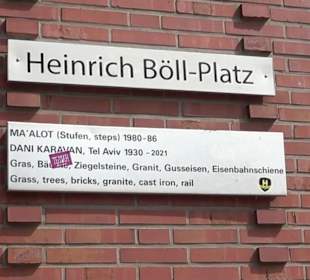 Heinrich Böll-Platz
MA'ALOT (Stufen, steps) 1980-86
DANI KARAVAN, Tel Aviv 1930 - 2021
Gras, Ziegelsteine, Granit, Gusseisen, Eisenbahnschiene
Grass, trees, bricks, granite, cast iron, rail